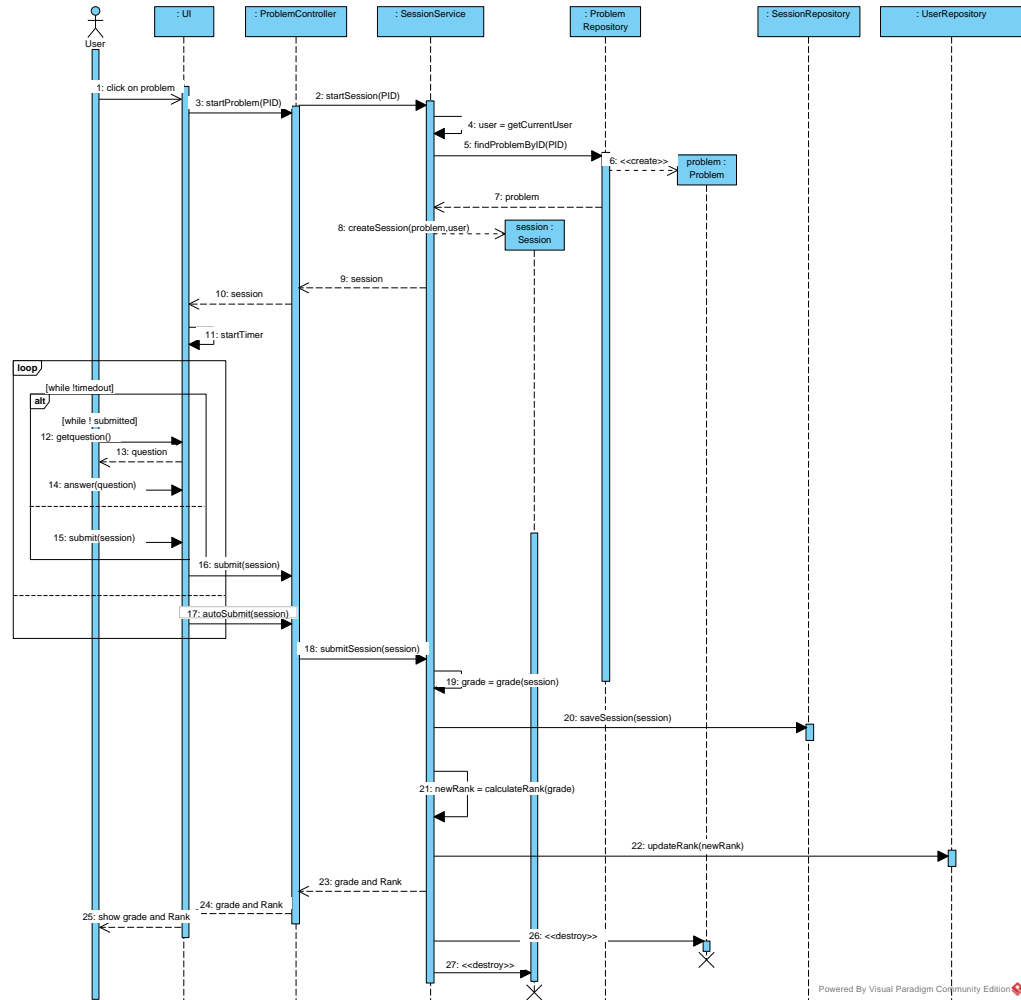 : UI
: ProblemController
: SessionService
: Problem
Repository
: SessionRepository
: UserRepository
User
1: click on problem
2: startSession(PID)
3: startProblem(PID)
4: user = getCurrentUser
5: findProblemByID(PID)
6: <<create>>
problem :
Problem
7: problem
8: createSession(problem,user)
session :
Session
9: session
10: session
11: startTimer
loop
[while !timedout]
alt
[while ! submitted]
12: getquestion()
13: question
14: answer(question)
15: submit(session)
16: submit(session)
17: autoSubmit(session)
18: submitSession(session)
19: grade = grade(session)
20: saveSession(session)
21: newRank = calculateRank(grade)
22: updateRank(newRank)
23: grade and Rank
24: grade and Rank
25: show grade and Rank
26: <<destroy>>
27: <<destroy>>
Powered By Visual Paradigm Community Edition